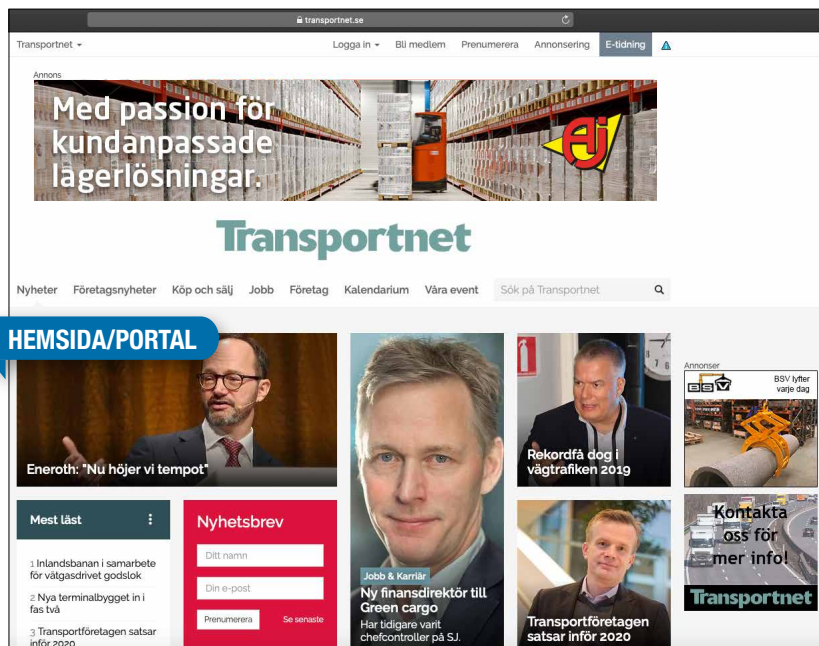 transportnet.se
Transportnet
Logga in
Bli medlem
Prenumerera
Annonsering
E-tidning
Annons
Med passion för
kundanpassade
lagerlösningar.
AJ
Transportnet
Nyheter
Företagsnyheter
Köp och sälj
Jobb
Företag
Kalendarium
Våra event
Sök på Transportnet
HEMSIDA/PORTAL
Eneroth: "Nu höjer vi tempot"
Mest läst
1 Inlandsbanan i samarbete
för vätgasdrivet godslok
2 Nya terminalbygget in i
fas två
3 Transportföretagen satsar
inför 2020
Nyhetsbrev
Ditt namn
Din e-post
Prenumerera
Se senaste
Jobb & Karriär
Ny finansdirektör till
Green cargo
Har tidigare varit
chefcontroller på SJ.
7 6
Rekordfå dog i
vägtrafiken 2019
Transportföretagen
satsar inför 2020
Annonser
BSV
BSV lyfter
varje dag
Kontakta
oss för
mer info!
Transportnet